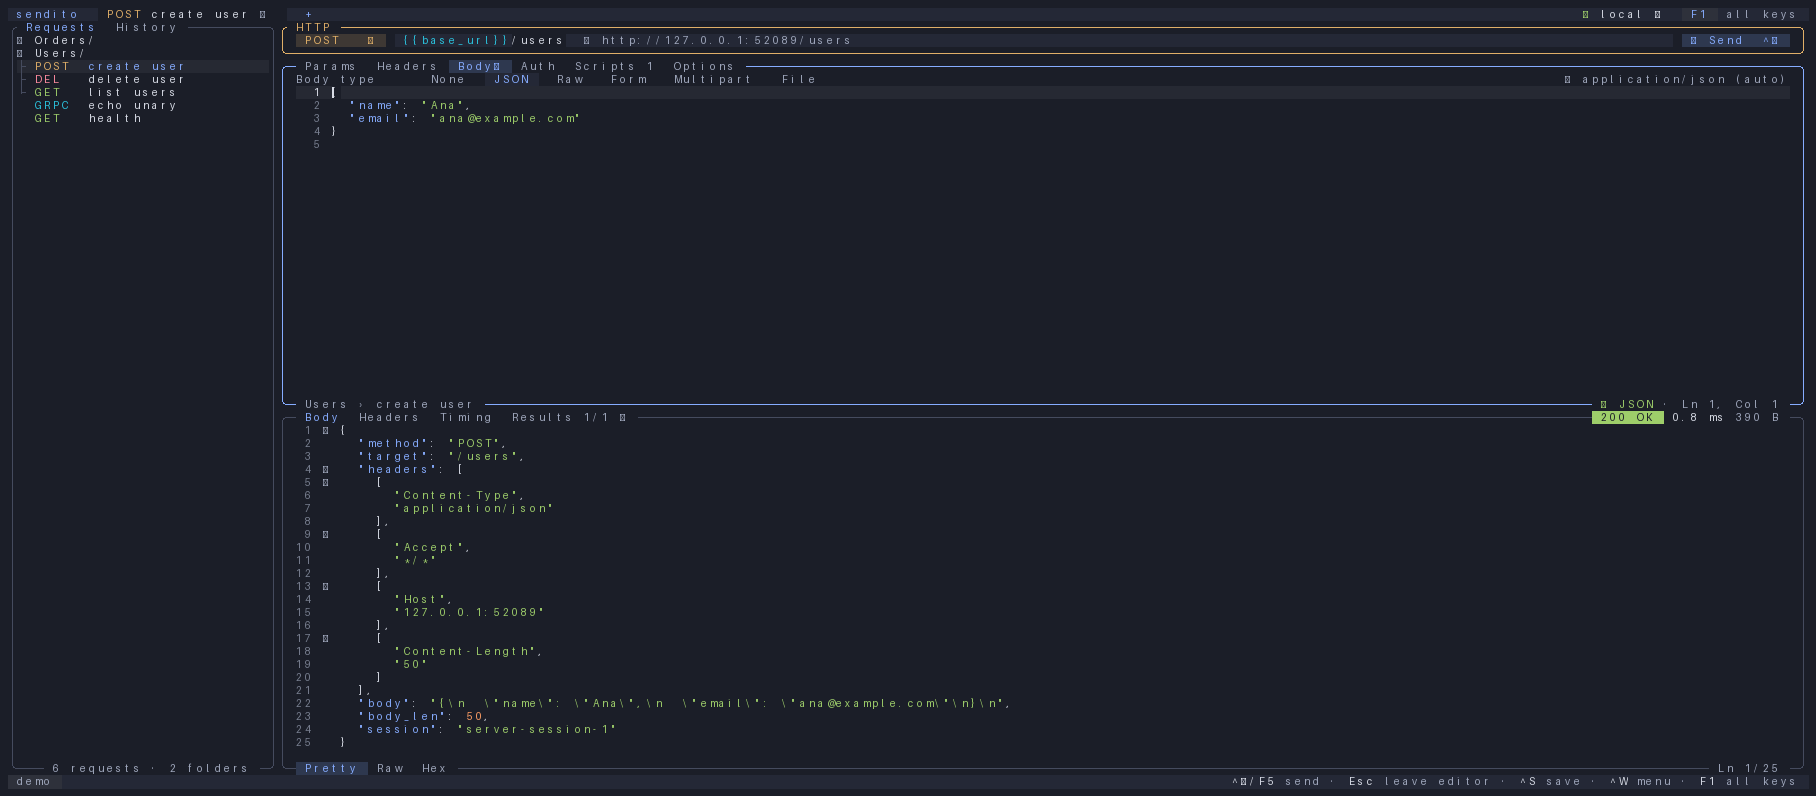 sendito POST create user + local F1 all keys
Requests History
Orders/
Users/
POST create user
DEL delete user
GET list users
GRPC echo unary
GET health
6 requests · 2 folders
HTTP
POST {{base_url}}/users http://127.0.0.1:52089/users Send
Params Headers Body Auth Scripts 1 Options
Body type None JSON Raw Form Multipart File application/json (auto)
1 {
2 "name": "Ana",
3 "email": "ana@example.com"
4 }
5
Users › create user JSON · Ln 1, Col 1
Body Headers Timing Results 1/1 200 OK 0.8 ms 390 B
1 {
2 "method": "POST",
3 "target": "/users",
4 "headers": [
5 [
6 "Content-Type",
7 "application/json"
8 ],
9 [
10 "Accept",
11 "*/*"
12 ],
13 [
14 "Host",
15 "127.0.0.1:52089"
16 ],
17 [
18 "Content-Length",
19 "50"
20 ]
21 ],
22 "body": "{\n  \"name\": \"Ana\",\n  \"email\": \"ana@example.com\"\n}\n",
23 "body_len": 50,
24 "session": "server-session-1"
25 }
Pretty Raw Hex Ln 1/25
demo /F5 send · Esc leave editor · ^S save · ^W menu · F1 all keys